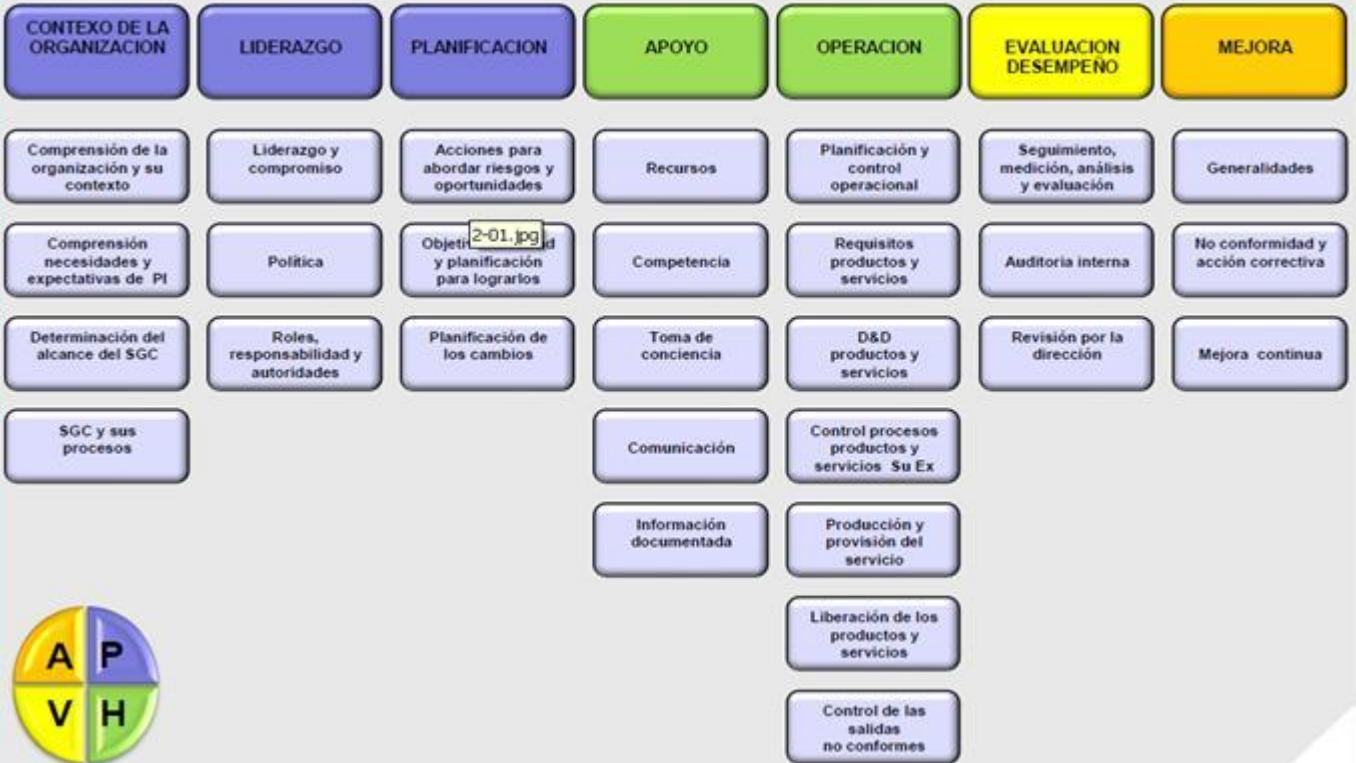 CONTEXO DE LA
ORGANIZACION
LIDERAZGO
PLANIFICACION
APOYO
OPERACION
EVALUACION
DESEMPEÑO
MEJORA
Comprensión de la
organización y su
contexto
Comprensión
necesidades y
expectativas de PI
Determinación del
alcance del SGC
SGC y sus
procesos
Liderazgo y
compromiso
Política
Roles,
responsabilidad y
autoridades
Acciones para
abordar riesgos y
oportunidades
2-01.jpg
y planificación
para lograrlos
Planificación de
los cambios
Recursos
Competencia
Toma de
conciencia
Comunicación
Información
documentada
Planificación y
control
operacional
Requisitos
productos y
servicios
D&D
productos y
servicios
Control procesos
productos y
servicios Su Ex
Producción y
provisión del
servicio
Liberación de los
productos y
servicios
Control de las
salidas
no conformes
Seguimiento,
medición, análisis
y evaluación
Auditoria interna
Revisión por la
dirección
Generalidades
No conformidad y
acción correctiva
Mejora continua
A P
V H